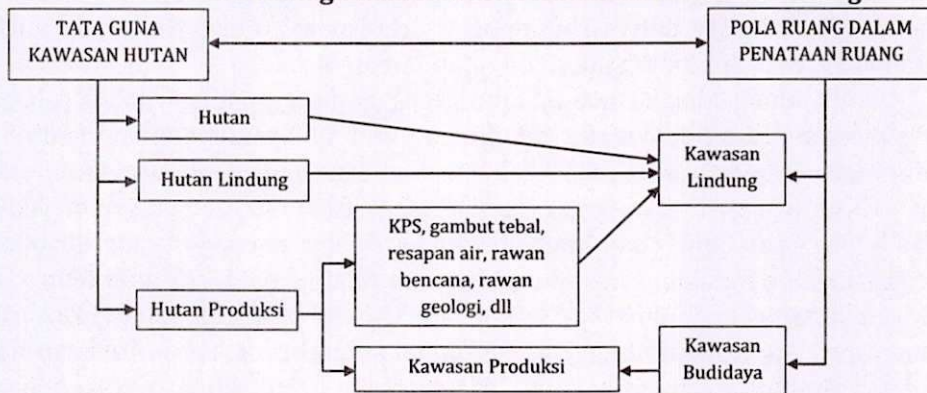 TATA GUNA
KAWASAN HUTAN
POLA RUANG DALAM
PENATAAN RUANG
Hutan
Hutan Lindung
Kawasan
Lindung
KPS, gambut tebal,
resapan air, rawan
bencana, rawan
geologi, dll
Hutan Produksi
Kawasan Produksi
Kawasan
Budidaya